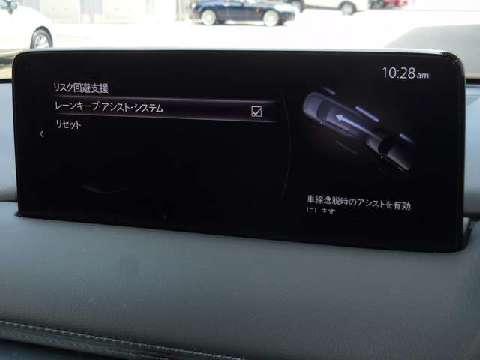 10:28am
リスク回避支援
レーンキープアシスト・システム
リセット
車線逸脱時のアシストを有効
にします